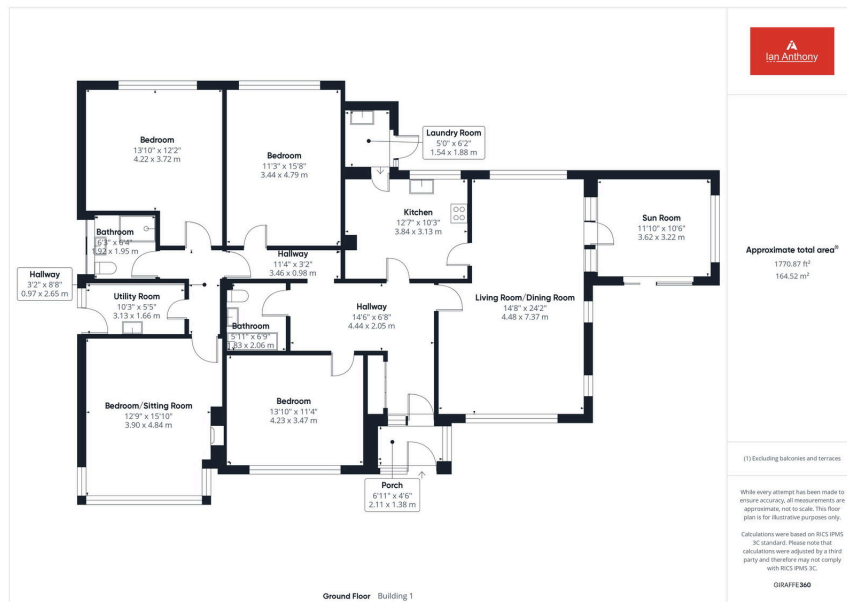 Bedroom
13'10" x 12'2"
4.22 x 3.72 m
Bedroom
11'3" x 15'8"
3.44 x 4.79 m
Laundry Room
5'0" x 6'2"
1.54 x 1.88 m
Kitchen
12'7" x 10'3"
3.84 x 3.13 m
Sun Room
11'10" x 10'6"
3.62 x 3.22 m
Bathroom
6'3" x 6'4"
1.92 x 1.95 m
Hallway
11'4" x 3'2"
3.46 x 0.98 m
Hallway
3'2" x 8'8"
0.97 x 2.65 m
Utility Room
10'3" x 5'5"
3.13 x 1.66 m
Hallway
14'6" x 6'8"
4.44 x 2.05 m
Living Room/Dining Room
14'8" x 24'2"
4.48 x 7.37 m
Bathroom
5'11" x 6'9"
1.83 x 2.06 m
Bedroom/Sitting Room
12'9" x 15'10"
3.90 x 4.84 m
Bedroom
13'10" x 11'4"
4.23 x 3.47 m
Porch
6'11" x 4'6"
2.11 x 1.38 m
Ground Floor Building 1
Ian Anthony
Approximate total area⁽¹⁾
1770.87 ft²
164.52 m²
(1) Excluding balconies and terraces
While every attempt has been made to
ensure accuracy, all measurements are
approximate, not to scale. This floor
plan is for illustrative purposes only.
Calculations were based on RICS IPMS
3C standard. Please note that
calculations were adjusted by a third
party and therefore may not comply
with RICS IPMS 3C.
GIRAFFE360